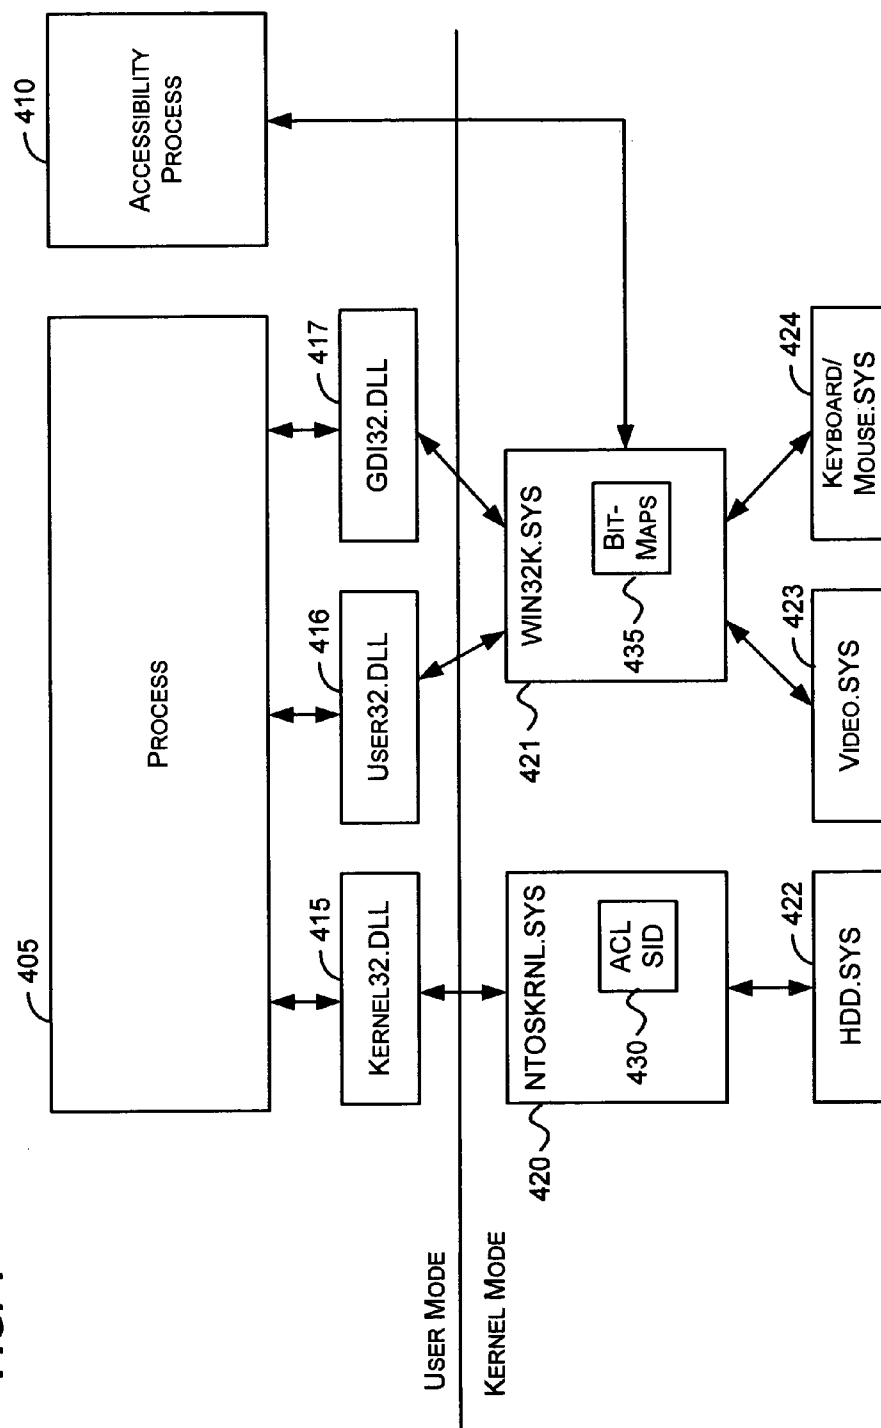 405
410
PROCESS
ACCESSIBILITY
PROCESS
415
416
417
KERNEL32.DLL
USER32.DLL
GDI32.DLL
USER MODE
KERNEL MODE
NTOSKRNL.SYS
WIN32K.SYS
420
421
ACL
SID
BIT-
MAPS
430
435
422
423
424
HDD.SYS
VIDEO.SYS
KEYBOARD/
MOUSE.SYS